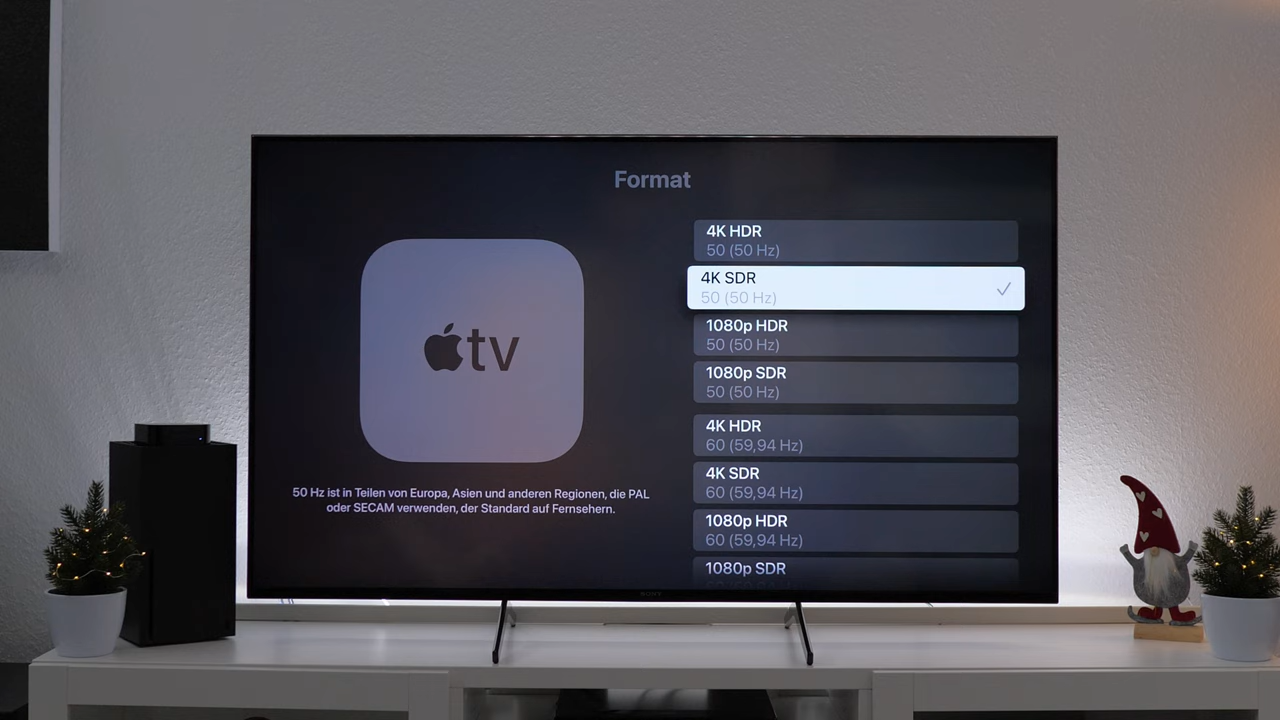 Format
tv
50 Hz ist in Teilen von Europa, Asien und anderen Regionen, die PAL
oder SECAM verwenden, der Standard auf Fernsehern.
4K HDR
50 (50 Hz)
4K SDR
50 (50 Hz)
1080p HDR
50 (50 Hz)
1080p SDR
50 (50 Hz)
4K HDR
60 (59,94 Hz)
4K SDR
60 (59,94 Hz)
1080p HDR
60 (59,94 Hz)
1080p SDR
SONY